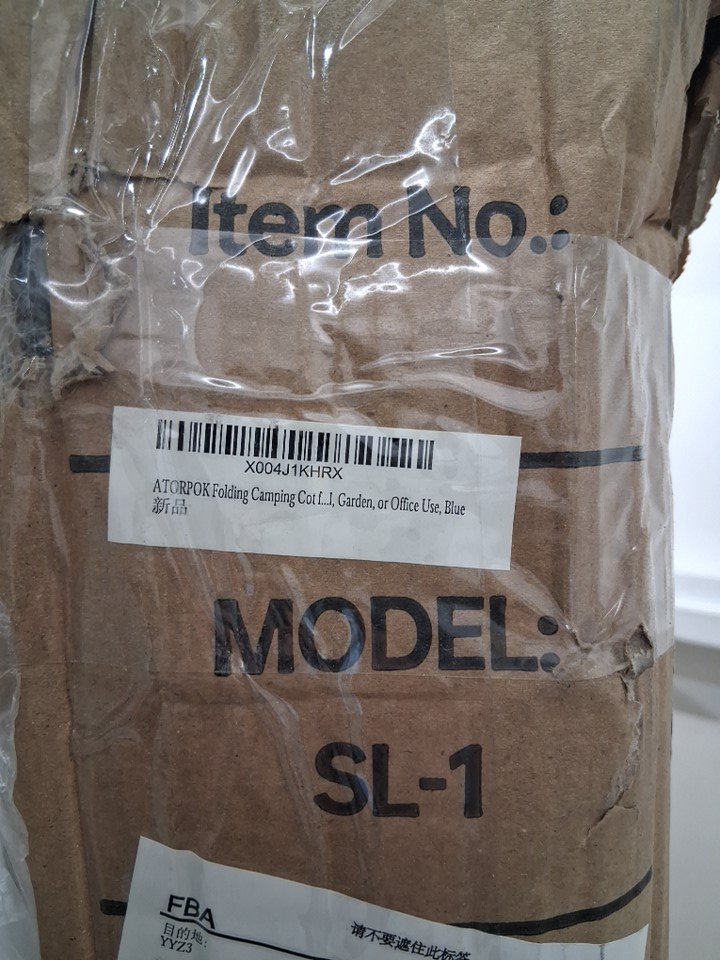 Item No.:
X004J1KHRX
ATORPOK Folding Camping Cot f...l, Garden, or Office Use, Blue
新品
MODEL:
SL-1
FBA
目的地:
YYZ3
请不要遮住此标签